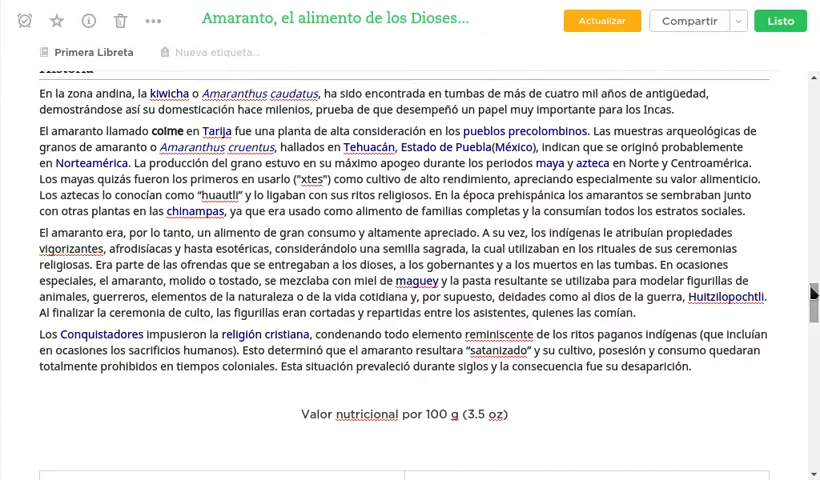 Amaranto, el alimento de los Dioses...
Actualizar
Compartir
Listo
Primera Libreta
Nueva etiqueta...
Historia
En la zona andina, la kiwicha o Amaranthus caudatus, ha sido encontrada en tumbas de más de cuatro mil años de antigüedad,
demostrándose así su domesticación hace milenios, prueba de que desempeñó un papel muy importante para los Incas.
El amaranto llamado coime en Tarija fue una planta de alta consideración en los pueblos precolombinos. Las muestras arqueológicas de
granos de amaranto o Amaranthus cruentus, hallados en Tehuacán, Estado de Puebla(México), indican que se originó probablemente
en Norteamérica. La producción del grano estuvo en su máximo apogeo durante los periodos maya y azteca en Norte y Centroamérica.
Los mayas quizás fueron los primeros en usarlo ("xtes") como cultivo de alto rendimiento, apreciando especialmente su valor alimenticio.
Los aztecas lo conocían como “huautli” y lo ligaban con sus ritos religiosos. En la época prehispánica los amarantos se sembraban junto
con otras plantas en las chinampas, ya que era usado como alimento de familias completas y la consumían todos los estratos sociales.
El amaranto era, por lo tanto, un alimento de gran consumo y altamente apreciado. A su vez, los indígenas le atribuían propiedades
vigorizantes, afrodisíacas y hasta esotéricas, considerándolo una semilla sagrada, la cual utilizaban en los rituales de sus ceremonias
religiosas. Era parte de las ofrendas que se entregaban a los dioses, a los gobernantes y a los muertos en las tumbas. En ocasiones
especiales, el amaranto, molido o tostado, se mezclaba con miel de maguey y la pasta resultante se utilizaba para modelar figurillas de
animales, guerreros, elementos de la naturaleza o de la vida cotidiana y, por supuesto, deidades como al dios de la guerra, Huitzilopochtli.
Al finalizar la ceremonia de culto, las figurillas eran cortadas y repartidas entre los asistentes, quienes las comían.
Los Conquistadores impusieron la religión cristiana, condenando todo elemento reminiscente de los ritos paganos indígenas (que incluían
en ocasiones los sacrificios humanos). Esto determinó que el amaranto resultara “satanizado” y su cultivo, posesión y consumo quedaran
totalmente prohibidos en tiempos coloniales. Esta situación prevaleció durante siglos y la consecuencia fue su desaparición.
Valor nutricional por 100 g (3.5 oz)